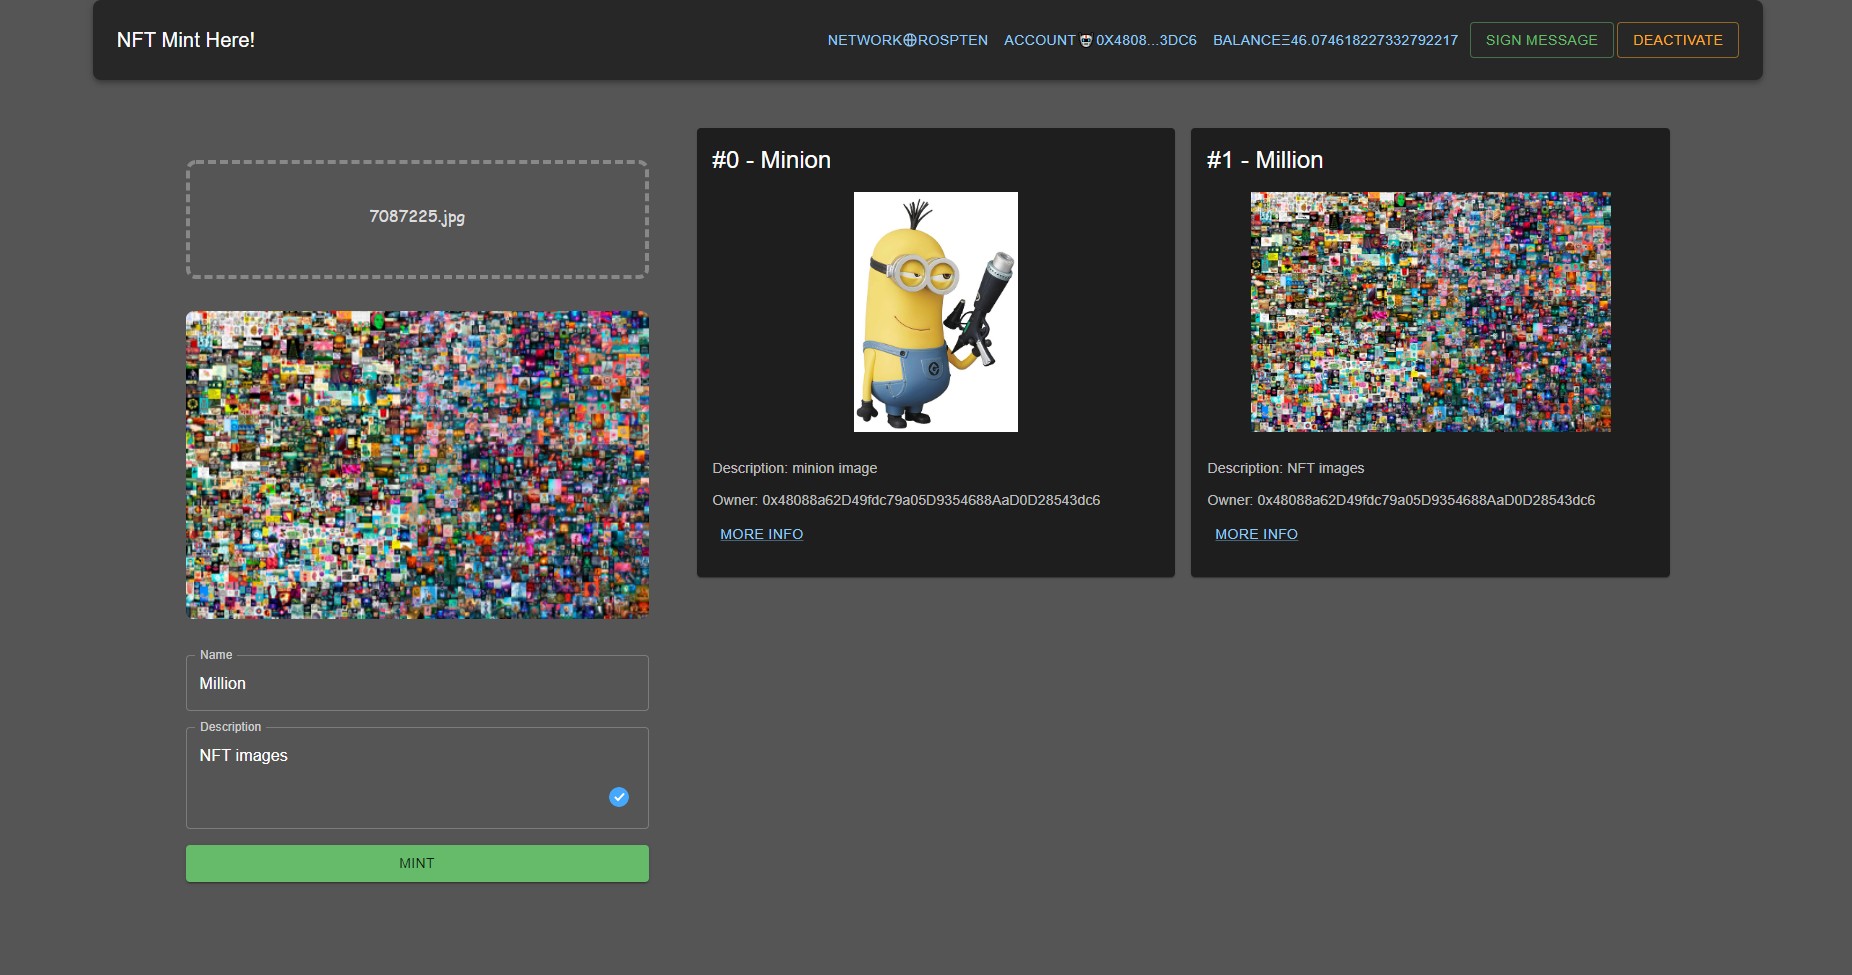 NFT Mint Here!
NETWORK ROSPTEN ACCOUNT 0X4808...3DC6 BALANCEΞ46.074618227332792217 SIGN MESSAGE DEACTIVATE
7087225.jpg
Name
Million
Description
NFT images
MINT
#0 - Minion
Description: minion image
Owner: 0x48088a62D49fdc79a05D9354688AaD0D28543dc6
MORE INFO
#1 - Million
Description: NFT images
Owner: 0x48088a62D49fdc79a05D9354688AaD0D28543dc6
MORE INFO